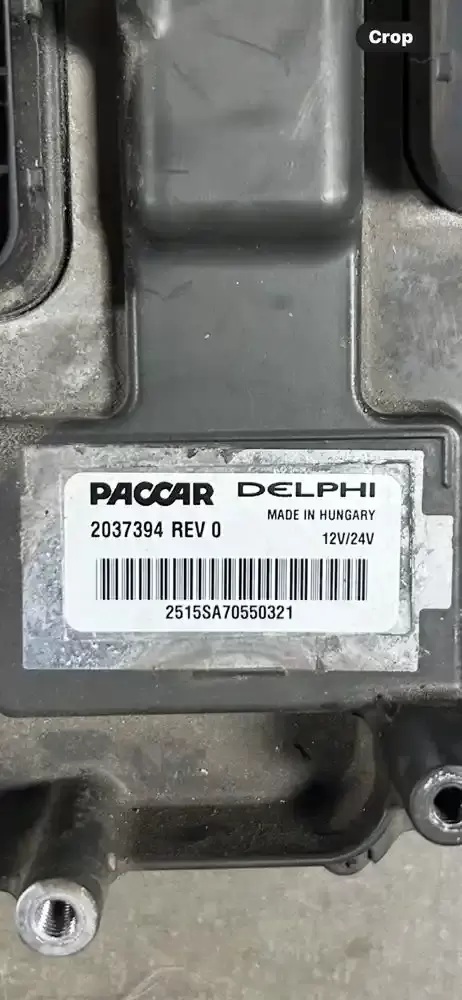 Crop
PACCAR DELPHI
MADE IN HUNGARY
2037394 REV 0
12V/24V
2515SA70550321